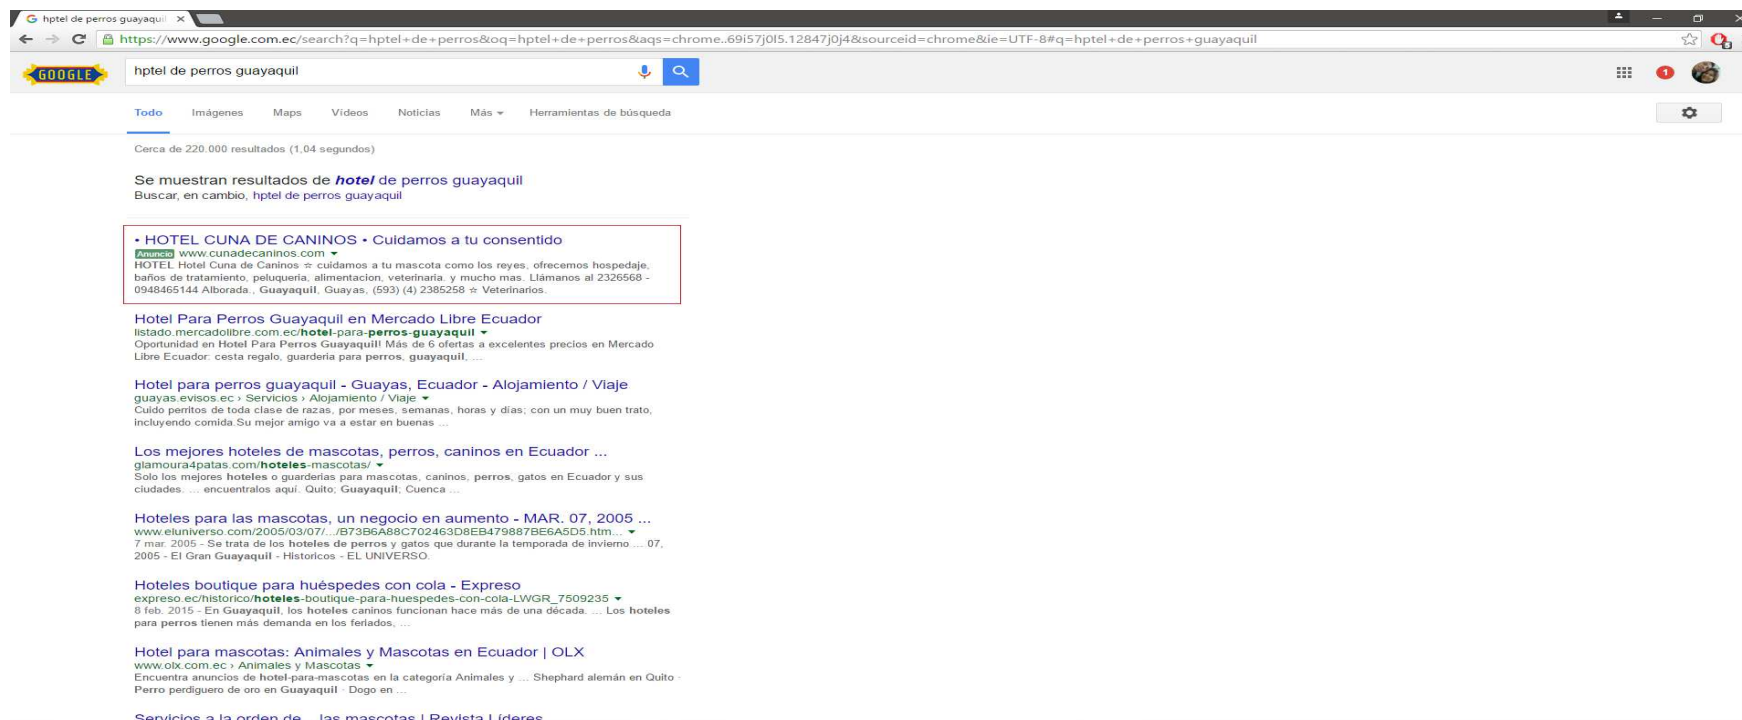 hptel de perros guayaquil
https://www.google.com.ec/search?q=hptel+de+perros&oq=hptel+de+perros&aqs=chrome..69i57j0l5.12847j0j4&sourceid=chrome&ie=UTF-8#q=hptel+de+perros+guayaquil
GOOGLE
hptel de perros guayaquil
1
Todo Imágenes Maps Vídeos Noticias Más Herramientas de búsqueda
Cerca de 220.000 resultados (1,04 segundos)
Se muestran resultados de hotel de perros guayaquil
Buscar, en cambio, hptel de perros guayaquil
• HOTEL CUNA DE CANINOS • Cuidamos a tu consentido
Anuncio www.cunadecaninos.com
HOTEL Hotel Cuna de Caninos ☆ cuidamos a tu mascota como los reyes, ofrecemos hospedaje,
baños de tratamiento, peluqueria, alimentacion, veterinaria. y mucho mas. Llámanos al 2326568 -
0948465144 Alborada., Guayaquil, Guayas, (593) (4) 2385258 ☆ Veterinarios.
Hotel Para Perros Guayaquil en Mercado Libre Ecuador
listado.mercadolibre.com.ec/hotel-para-perros-guayaquil
Oportunidad en Hotel Para Perros Guayaquil! Más de 6 ofertas a excelentes precios en Mercado
Libre Ecuador: cesta regalo, guarderia para perros, guayaquil, ...
Hotel para perros guayaquil - Guayas, Ecuador - Alojamiento / Viaje
guayas.evisos.ec › Servicios › Alojamiento / Viaje
Cuido perritos de toda clase de razas, por meses, semanas, horas y días; con un muy buen trato,
incluyendo comida.Su mejor amigo va a estar en buenas ...
Los mejores hoteles de mascotas, perros, caninos en Ecuador ...
glamoura4patas.com/hoteles-mascotas/
Solo los mejores hoteles o guarderias para mascotas, caninos, perros, gatos en Ecuador y sus
ciudades. ... encuentralos aquí. Quito; Guayaquil; Cuenca ...
Hoteles para las mascotas, un negocio en aumento - MAR. 07, 2005 ...
www.eluniverso.com/2005/03/07/.../B73B6A88C702463D8EB479887BE6A5D5.htm...
7 mar. 2005 - Se trata de los hoteles de perros y gatos que durante la temporada de invierno ... 07,
2005 - El Gran Guayaquil - Historicos - EL UNIVERSO.
Hoteles boutique para huéspedes con cola - Expreso
expreso.ec/historico/hoteles-boutique-para-huespedes-con-cola-LWGR_7509235
8 feb. 2015 - En Guayaquil, los hoteles caninos funcionan hace más de una década. ... Los hoteles
para perros tienen más demanda en los feriados, ...
Hotel para mascotas: Animales y Mascotas en Ecuador | OLX
www.olx.com.ec › Animales y Mascotas
Encuentra anuncios de hotel-para-mascotas en la categoría Animales y ... Shephard alemán en Quito ·
Perro perdiguero de oro en Guayaquil · Dogo en ...
Servicios a la orden de... las mascotas | Revista Líderes